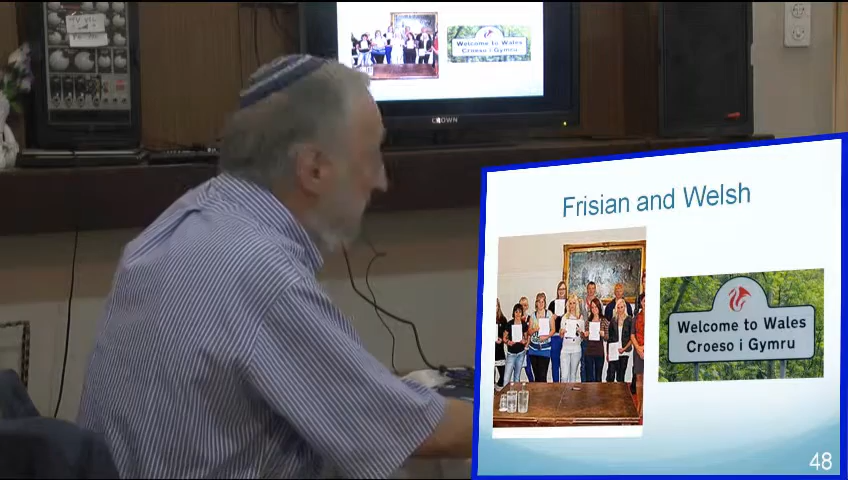 Welcome to Wales
Croeso i Gymru
CROWN
Frisian and Welsh
Welcome to Wales
Croeso i Gymru
48